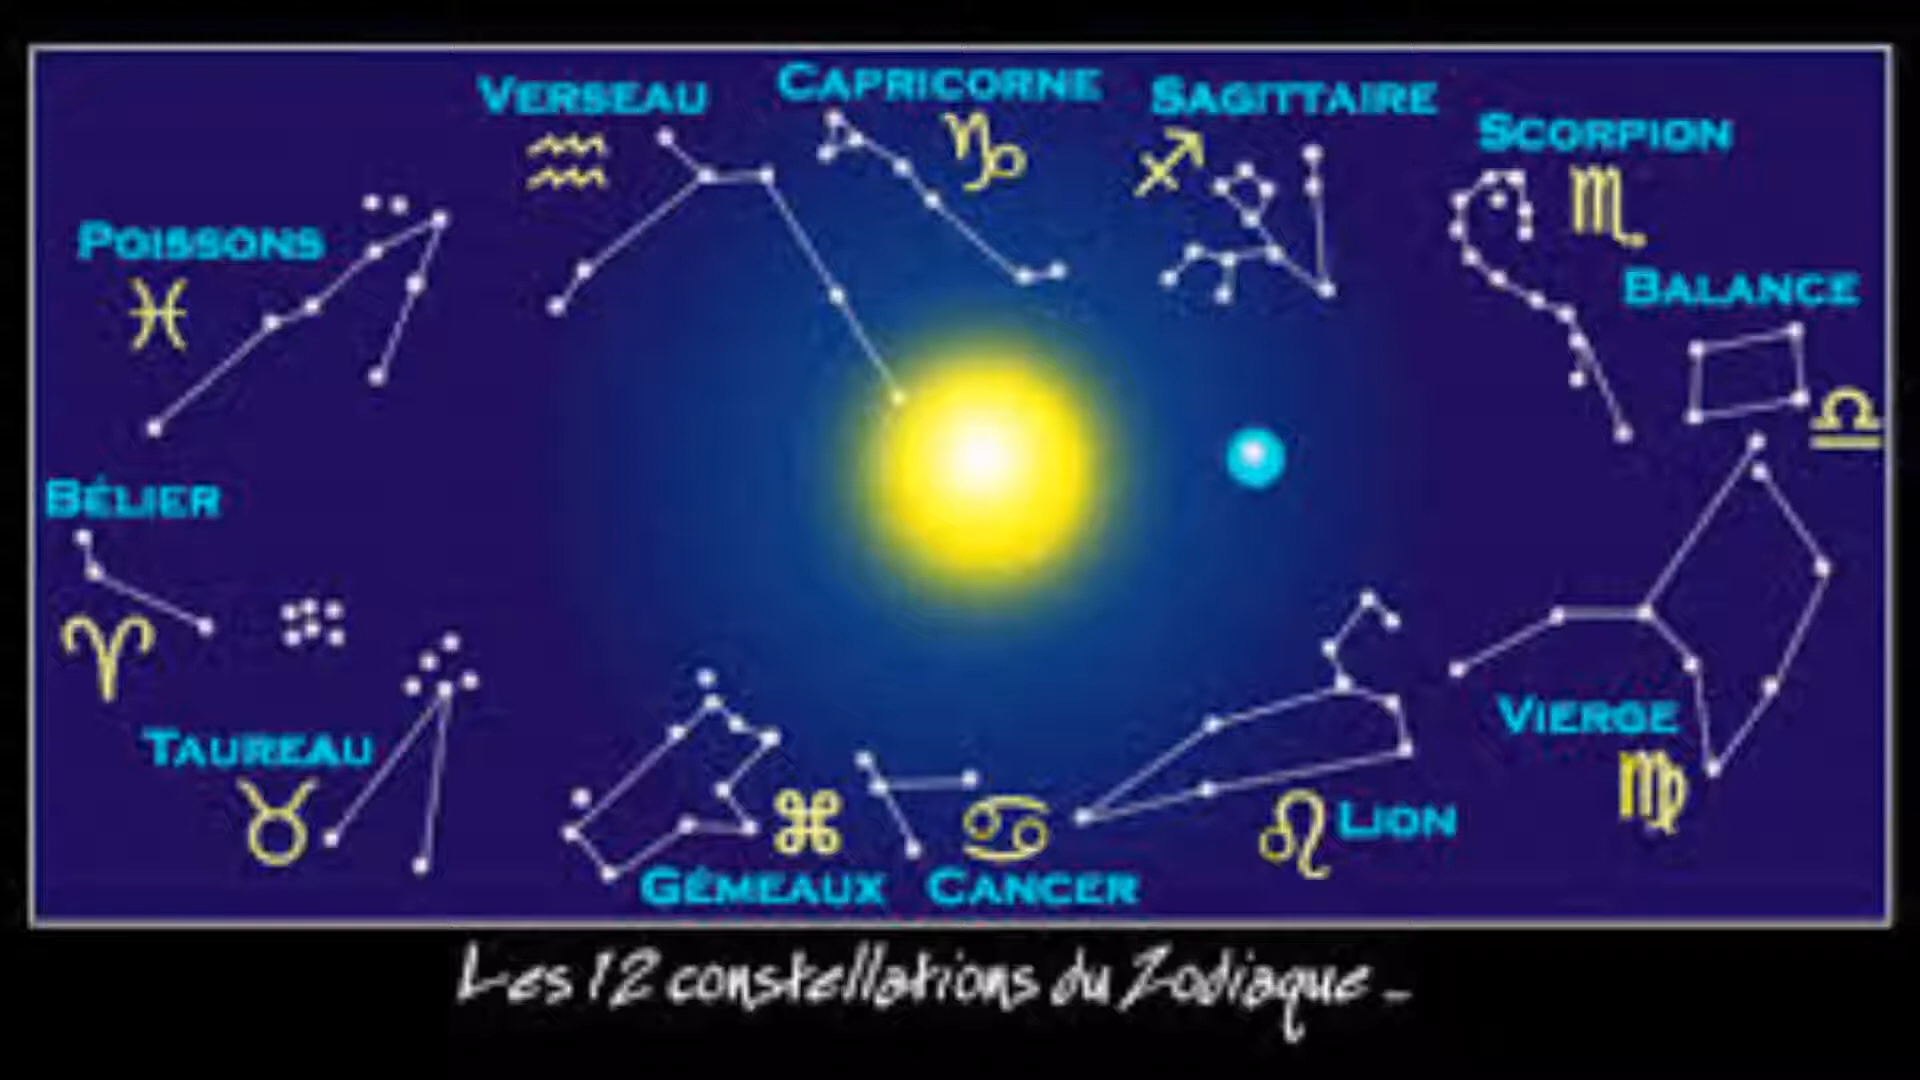 VERSEAU
CAPRICORNE
SAGITTAIRE
SCORPION
POISSONS
BALANCE
BÉLIER
TAUREAU
VIERGE
LION
GÉMEAUX
CANCER
Les 12 constellations du Zodiaque ..